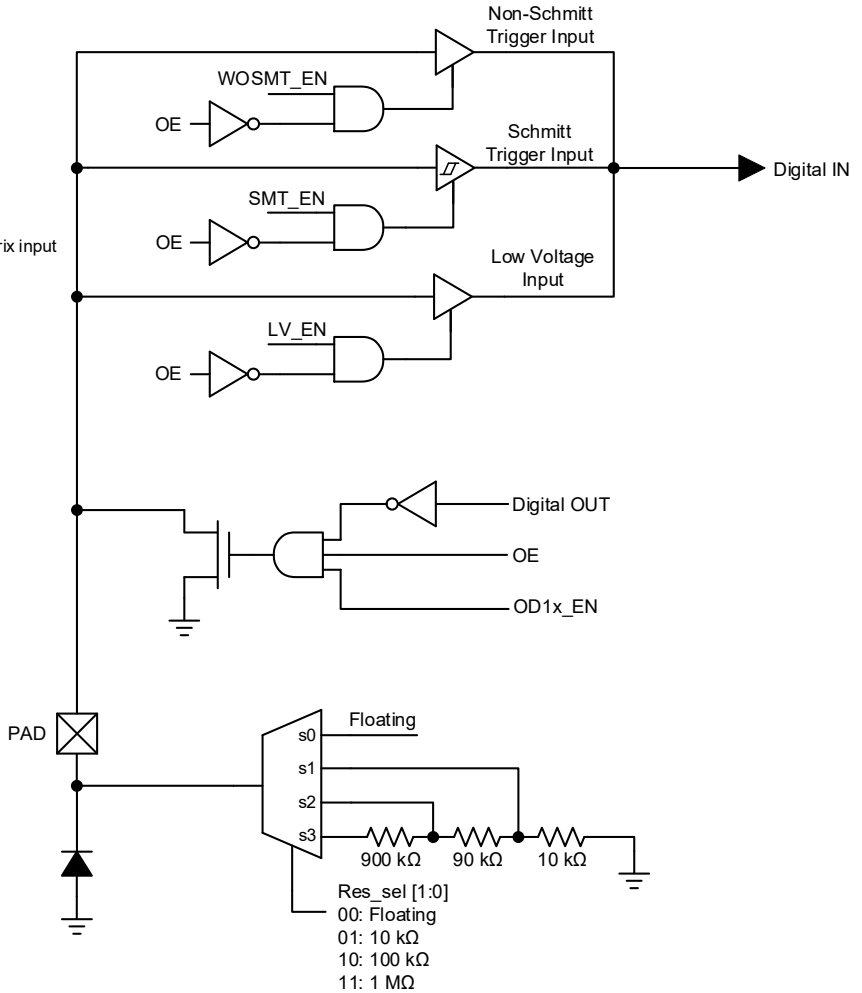 Non-Schmitt
Trigger Input
WOSMT_EN
OE
Schmitt
Trigger Input
Digital IN
SMT_EN
OE
rix input
Low Voltage
Input
LV_EN
OE
Digital OUT
OE
OD1x_EN
PAD
Floating
s0
s1
s2
s3
900 kΩ
90 kΩ
10 kΩ
Res_sel [1:0]
00: Floating
01: 10 kΩ
10: 100 kΩ
11: 1 MΩ